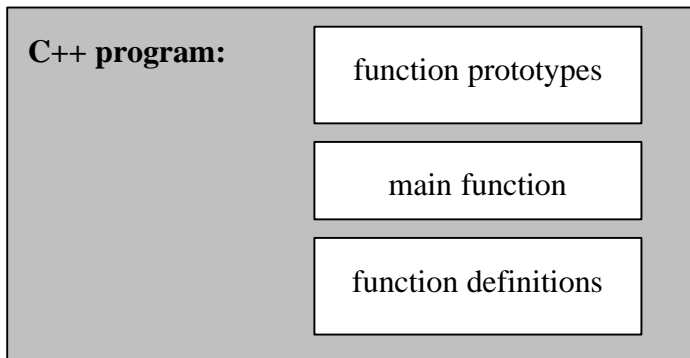 C++ program:
function prototypes
main function
function definitions